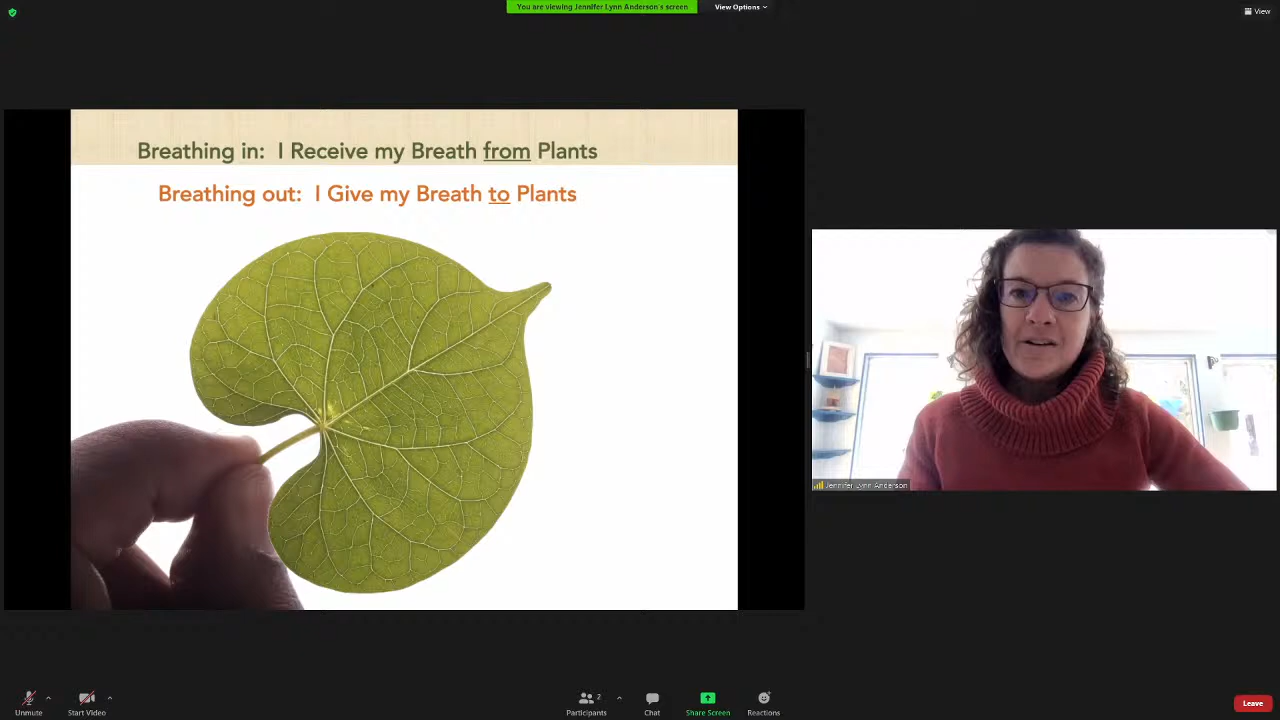 You are viewing Jennifer Lynn Anderson's screen
View Options
View
Breathing in: I Receive my Breath from Plants
Breathing out: I Give my Breath to Plants
Jennifer Lynn Anderson
Unmute
Start Video
Participants
2
Chat
Share Screen
Reactions
Leave